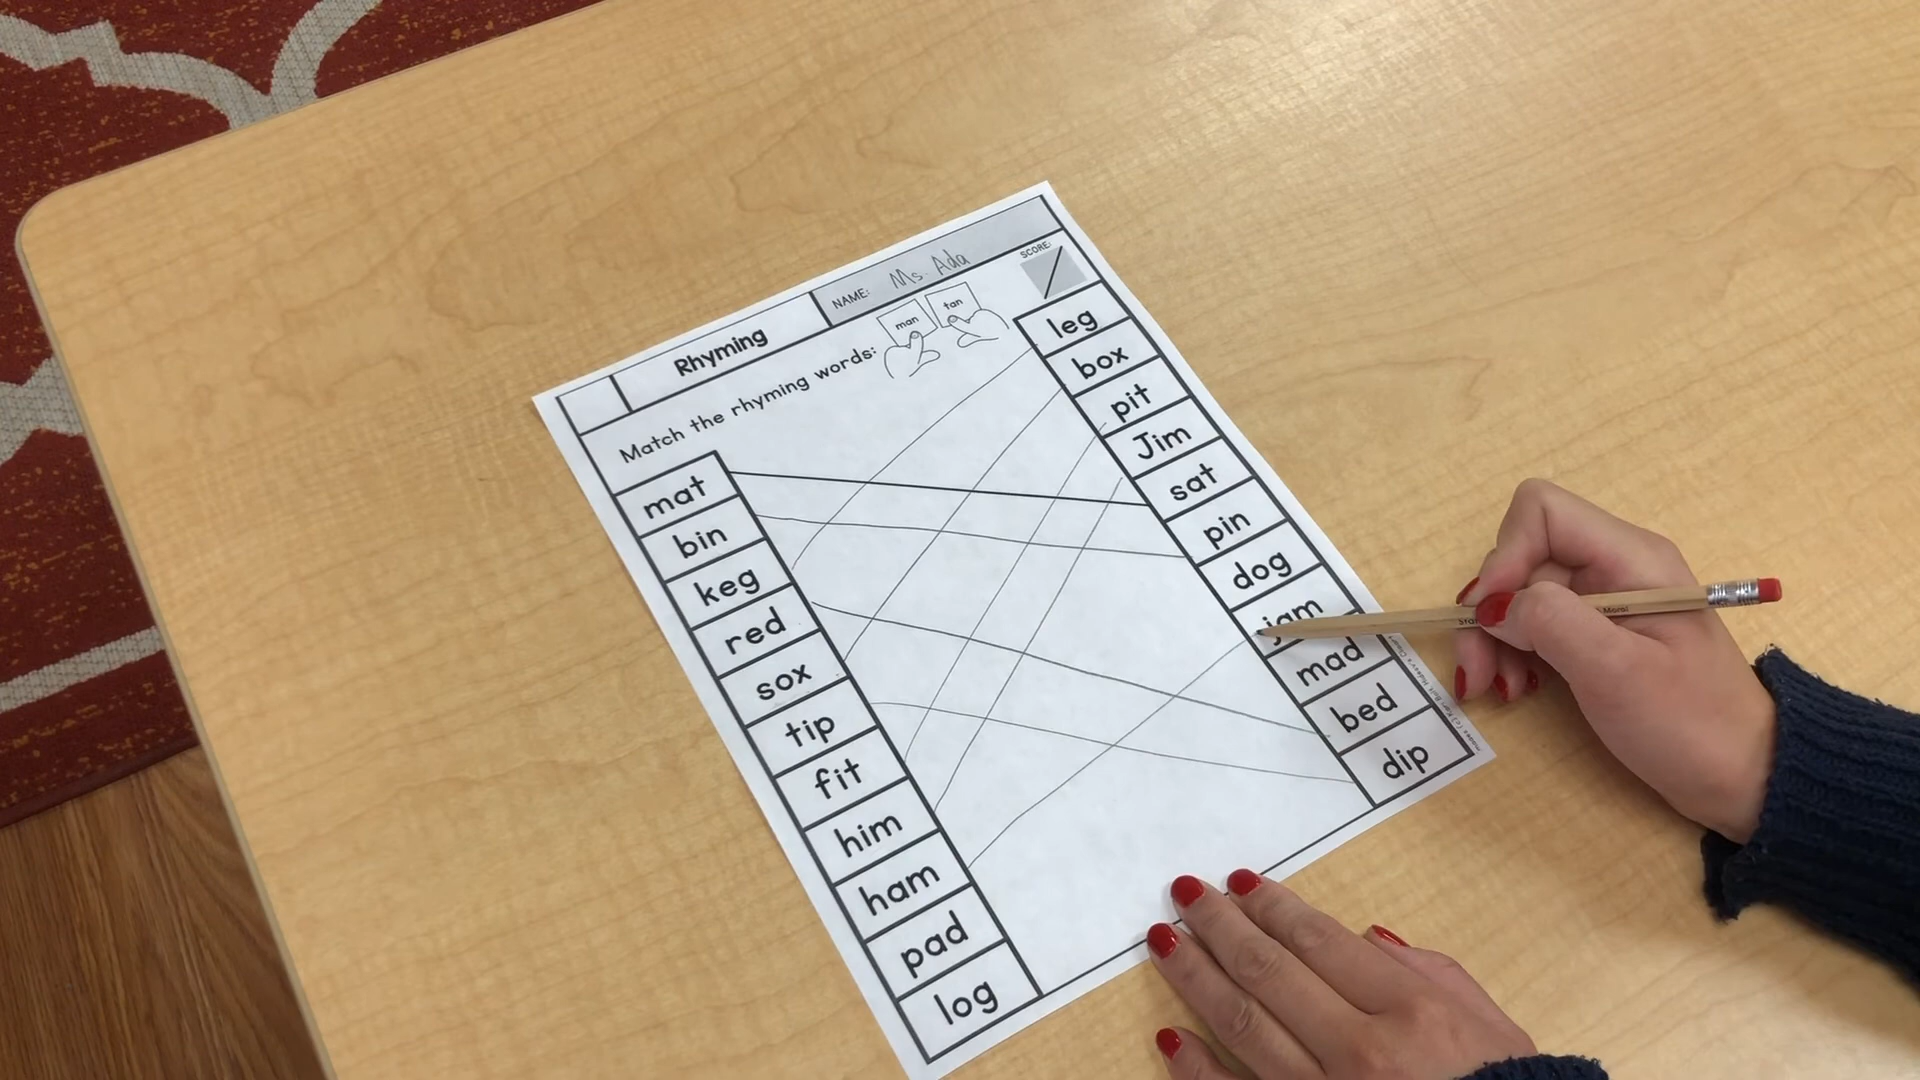 Rhyming
NAME: Ms. Ada
SCORE:
Match the rhyming words:
man
tan
mat
bin
keg
red
sox
tip
fit
him
ham
pad
log
leg
box
pit
Jim
sat
pin
dog
jam
mad
bed
dip